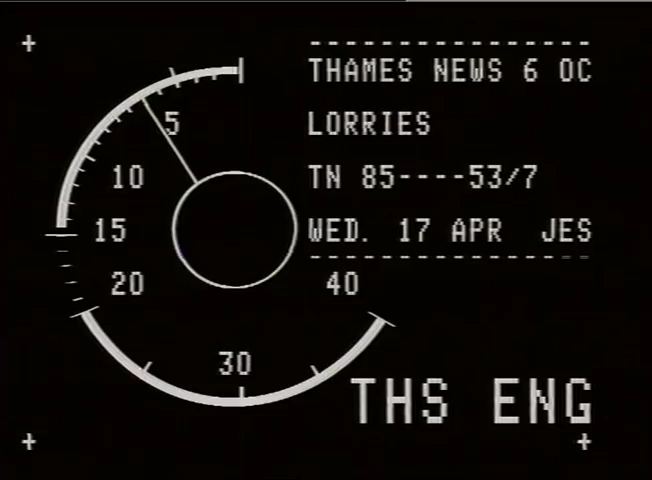 ----------------
THAMES NEWS 6 OC
LORRIES
TN 85----53/7
WED. 17 APR JES
----------------
5
10
15
20
30
40
THS ENG